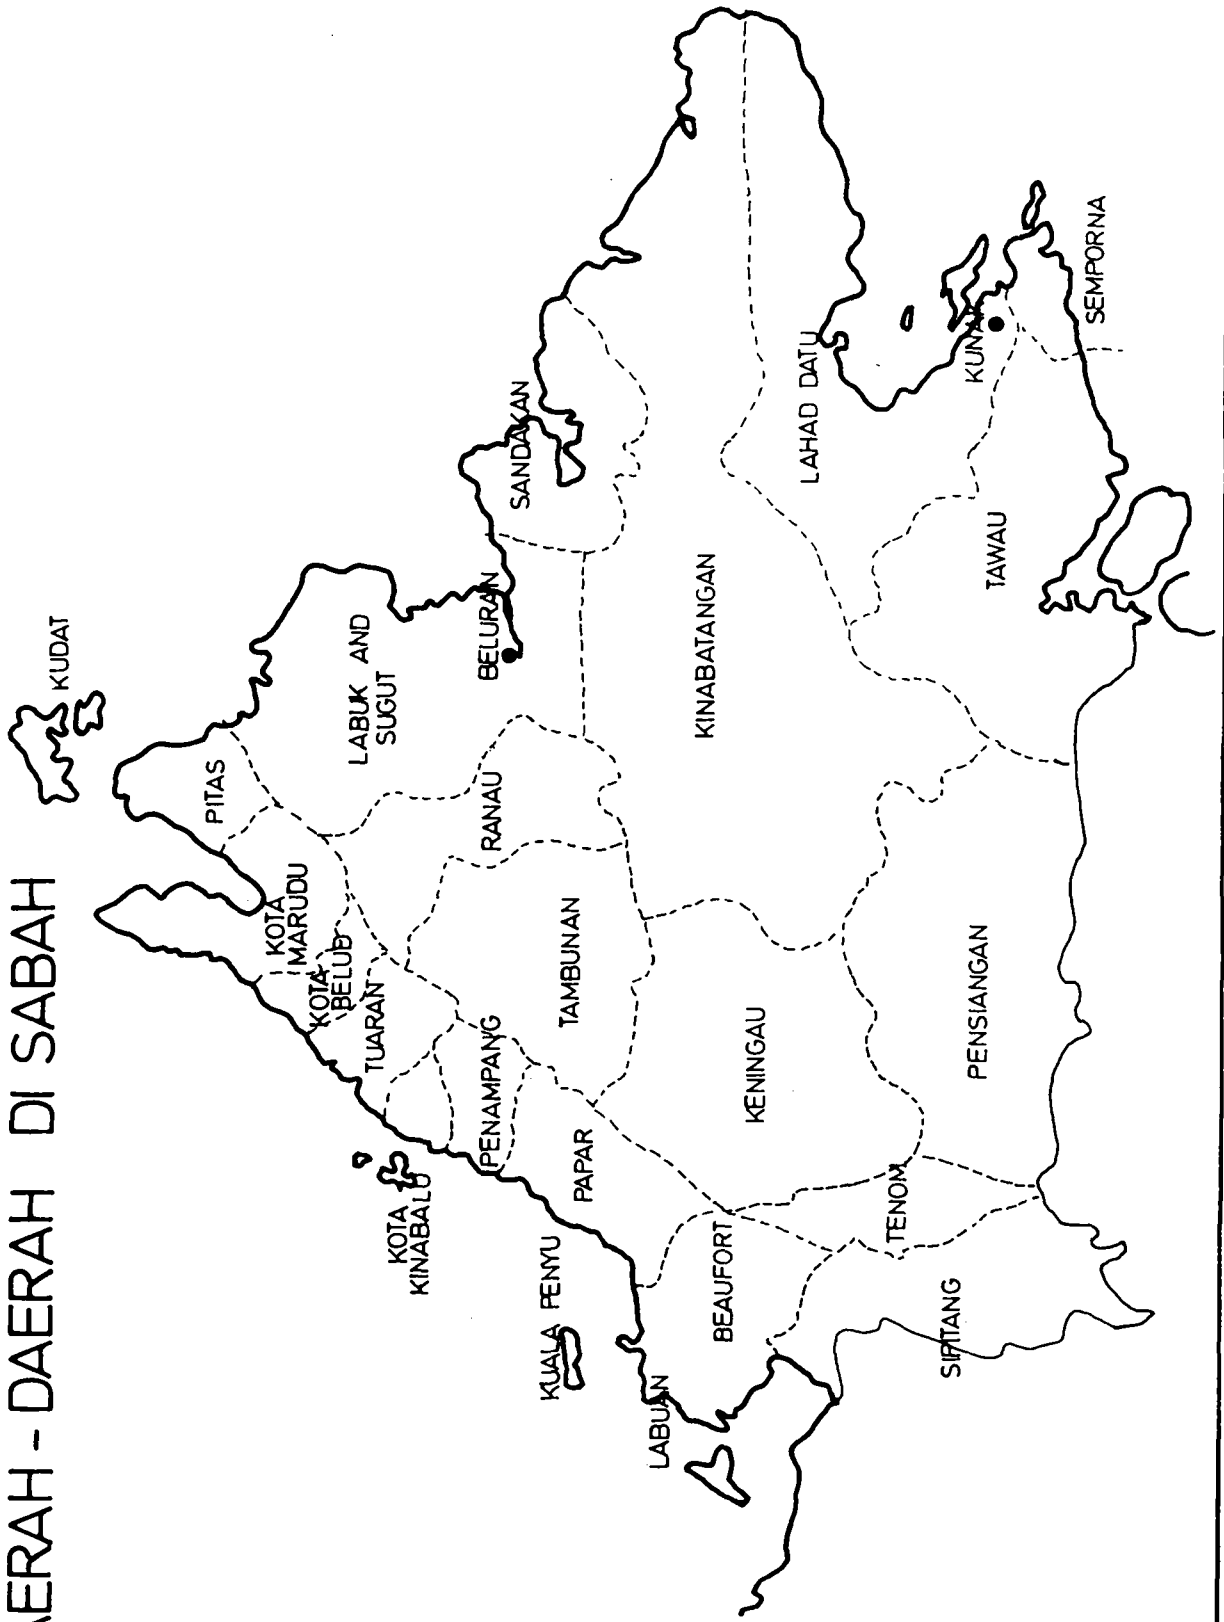 AERAH - DAERAH DI SABAH
KUDAT
PITAS
KOTA
MARUDU
KOTA
BELUD
TUARAN
KOTA
KINABALU
PENAMPANG
PAPAR
KUALA PENYU
LABUAN
BEAUFORT
SIPITANG
TENOM
KENINGAU
PENSIANGAN
TAMBUNAN
RANAU
LABUK AND
SUGUT
BELURAN
SANDAKAN
KINABATANGAN
LAHAD DATU
KUNAK
SEMPORNA
TAWAU